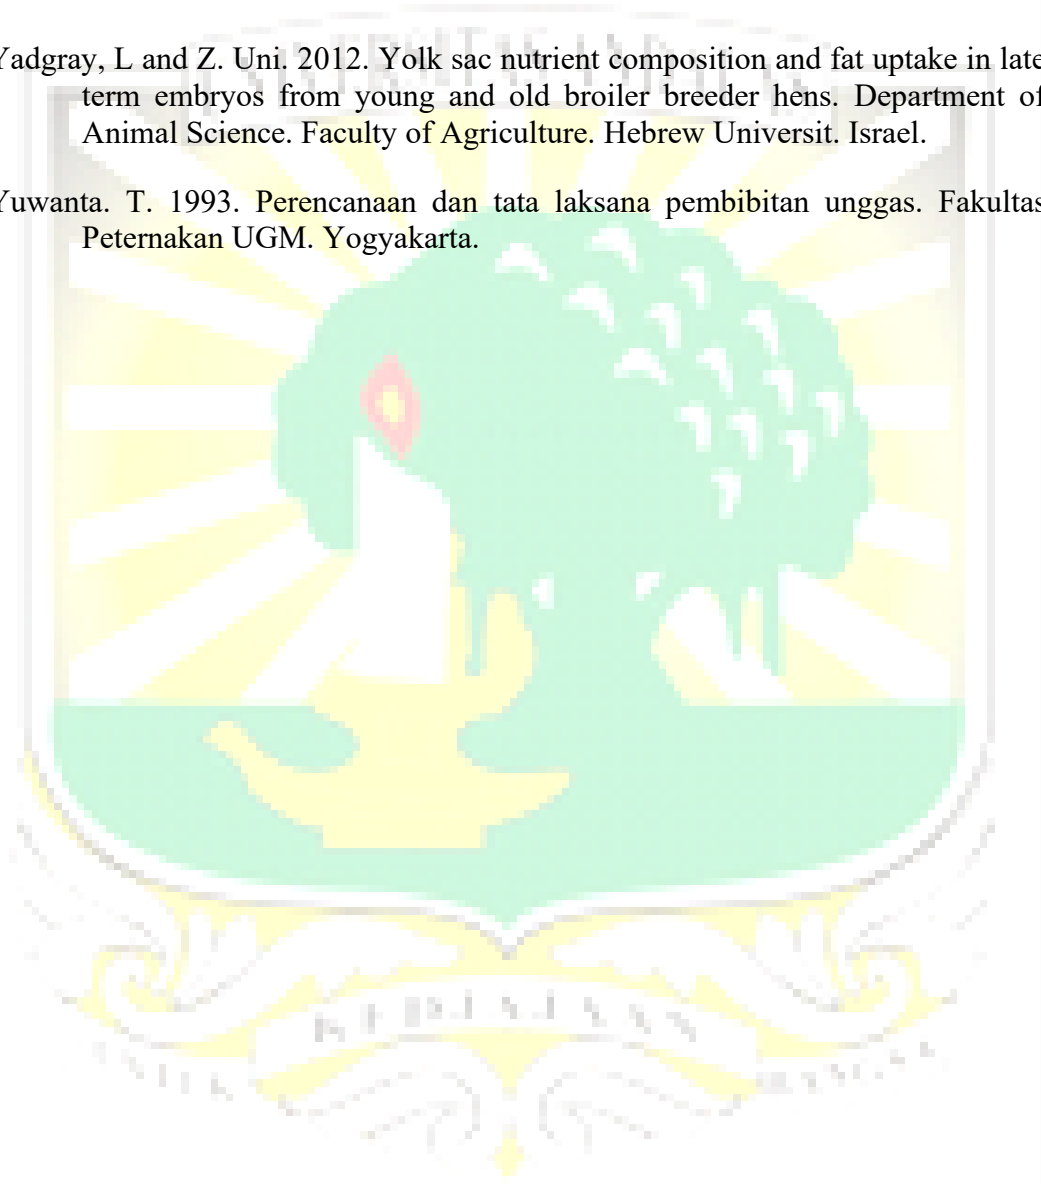 Yadgray, L and Z. Uni. 2012. Yolk sac nutrient composition and fat uptake in late
term embryos from young and old broiler breeder hens. Department of
Animal Science. Faculty of Agriculture. Hebrew Universit. Israel.
Yuwanta. T. 1993. Perencanaan dan tata laksana pembibitan unggas. Fakultas
Peternakan UGM. Yogyakarta.